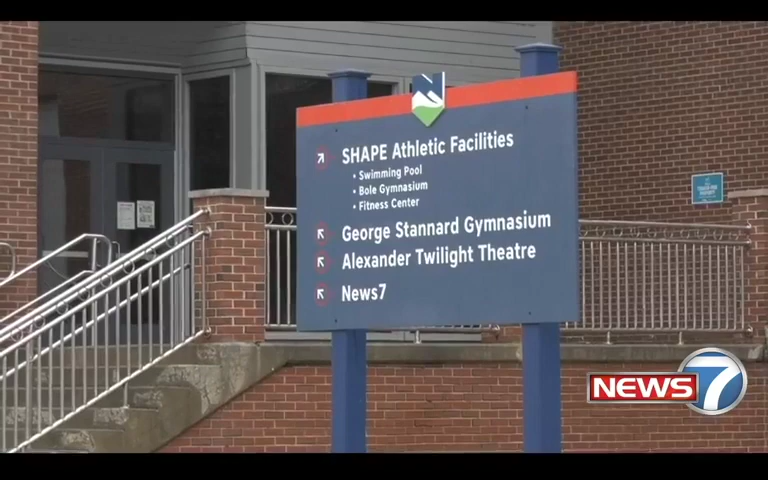 SHAPE Athletic Facilities
• Swimming Pool
• Bole Gymnasium
• Fitness Center
George Stannard Gymnasium
Alexander Twilight Theatre
News7
NEWS 7